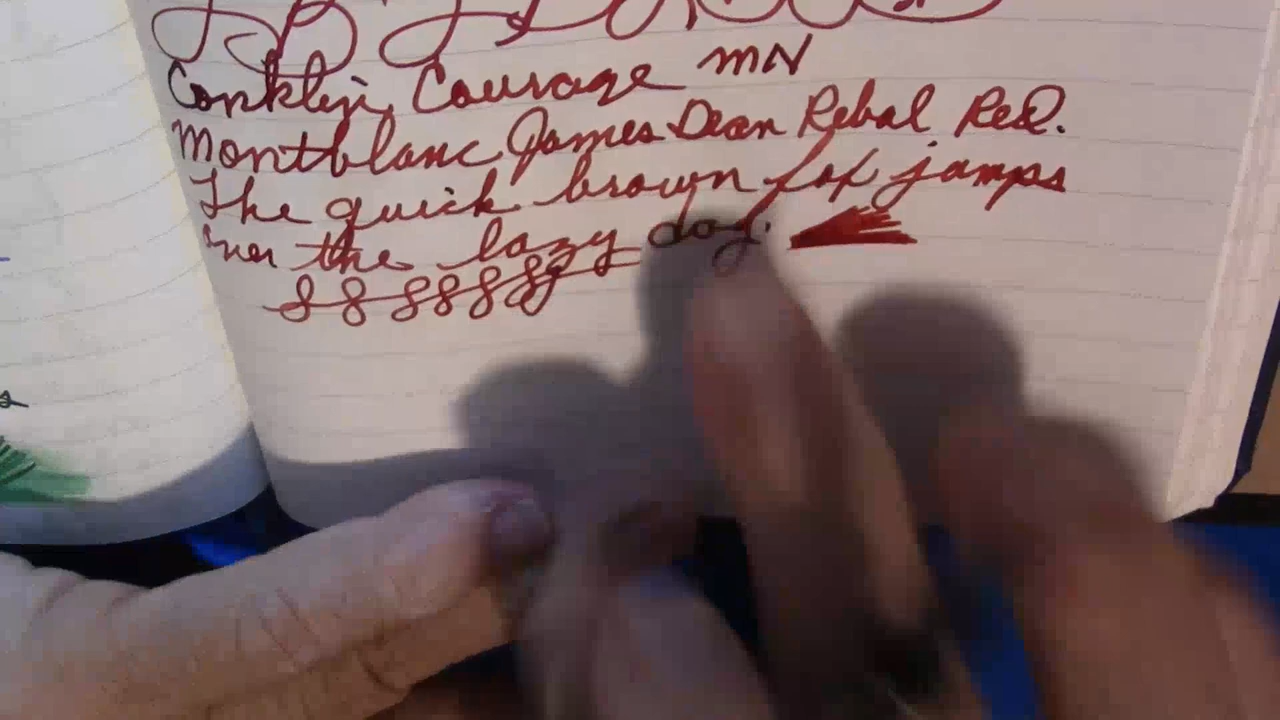 Conklin Courage MN
Montblanc James Dean Rebal Red.
The quick brown fox jumps
over the lazy dog.
8 8 8 8 8 8